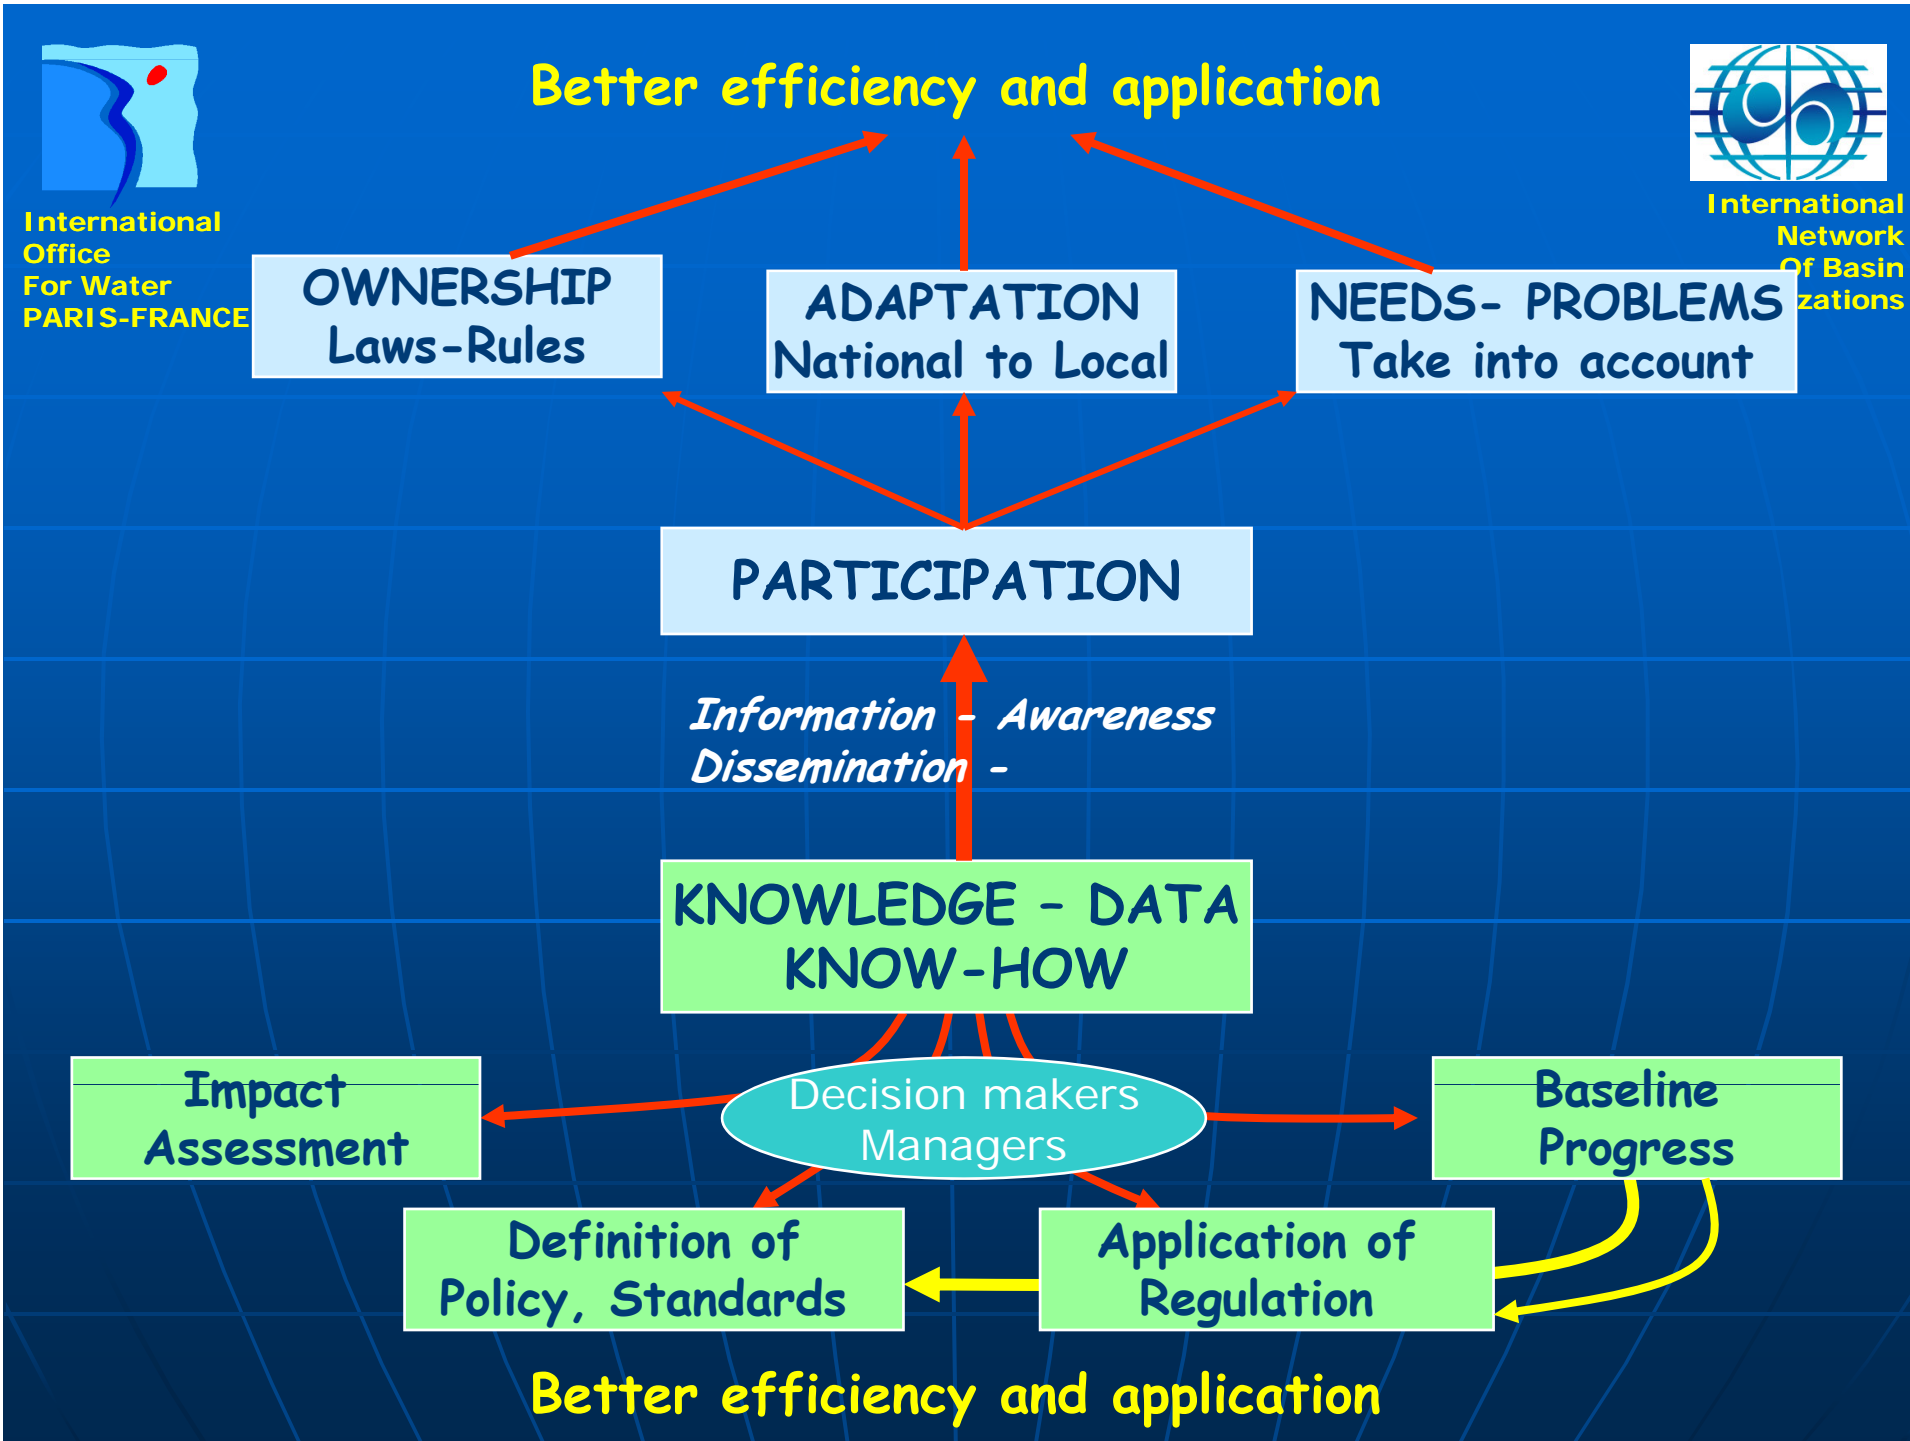 Better efficiency and application
International
Office
For Water
PARIS-FRANCE
International
Network
Of Basin
zations
OWNERSHIP
Laws-Rules
ADAPTATION
National to Local
NEEDS- PROBLEMS
Take into account
PARTICIPATION
Information - Awareness
Dissemination -
KNOWLEDGE – DATA
KNOW-HOW
Decision makers
Managers
Impact
Assessment
Baseline
Progress
Definition of
Policy, Standards
Application of
Regulation
Better efficiency and application